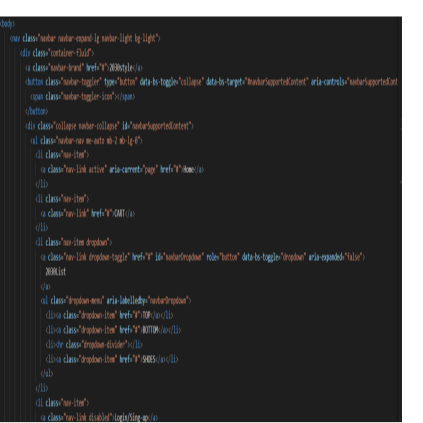 <body>
<nav class="navbar navbar-expand-lg navbar-light bg-light">
<div class="container-fluid">
<a class="navbar-brand" href="#">2030style</a>
<button class="navbar-toggler" type="button" data-bs-toggle="collapse" data-bs-target="#navbarSupportedContent" aria-controls="navbarSupportedCont
<span class="navbar-toggler-icon"></span>
</button>
<div class="collapse navbar-collapse" id="navbarSupportedContent">
<ul class="navbar-nav me-auto mb-2 mb-lg-0">
<li class="nav-item">
<a class="nav-link active" aria-current="page" href="#">Home</a>
</li>
<li class="nav-item">
<a class="nav-link" href="#">CART</a>
</li>
<li class="nav-item dropdown">
<a class="nav-link dropdown-toggle" href="#" id="navbarDropdown" role="button" data-bs-toggle="dropdown" aria-expanded="false">
2030List
</a>
<ul class="dropdown-menu" aria-labelledby="navbarDropdown">
<li><a class="dropdown-item" href="#">TOP</a></li>
<li><a class="dropdown-item" href="#">BOTTOM</a></li>
<li><hr class="dropdown-divider"></li>
<li><a class="dropdown-item" href="#">SHOES</a></li>
</ul>
</li>
<li class="nav-item">
<a class="nav-link disabled">Login/Sing-up</a>